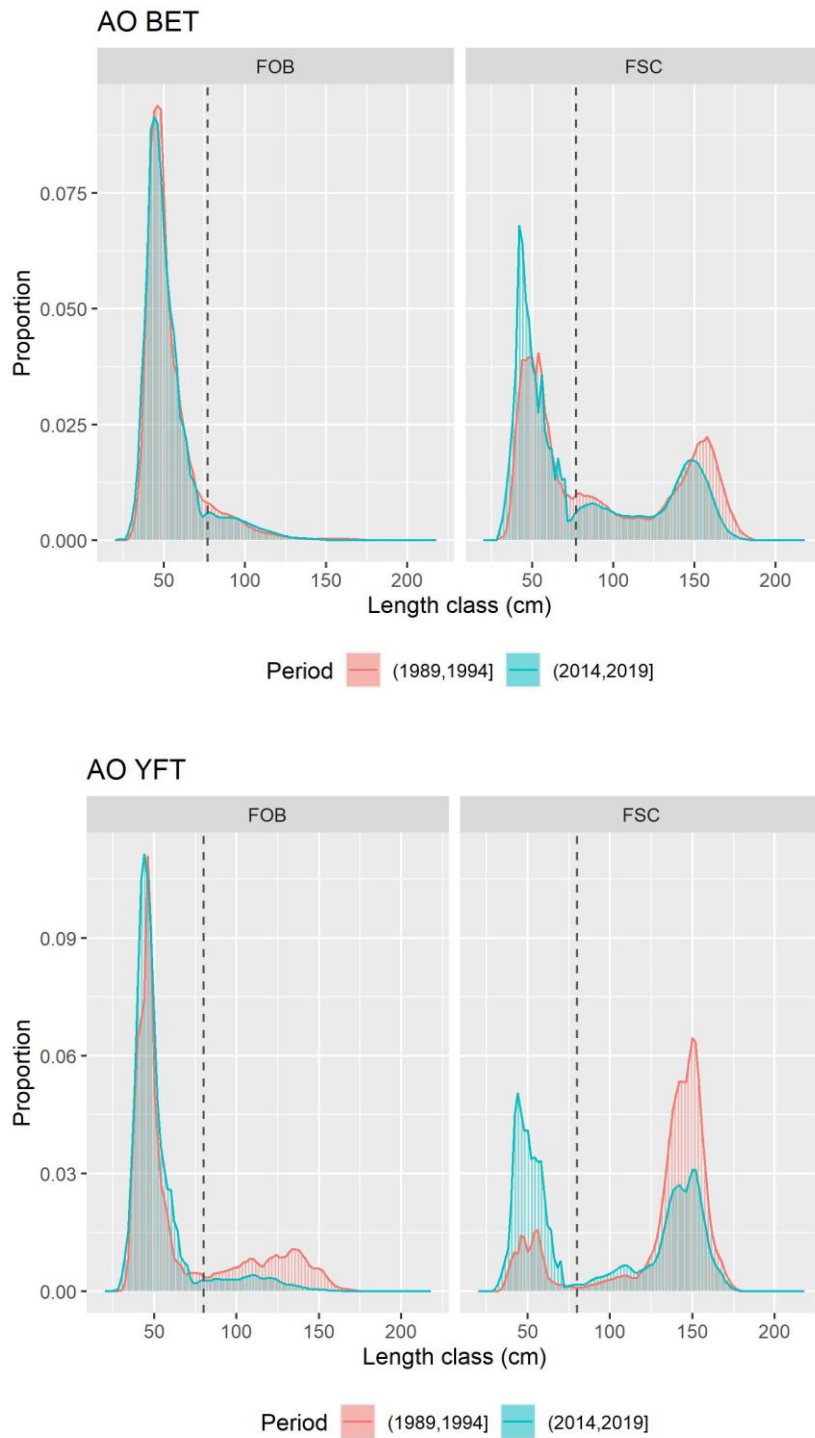 AO BET
FOB FSC
0.075
0.050
0.025
0.000
Proportion
50 100 150 200 50 100 150 200
Length class (cm)
Period (1989,1994] (2014,2019]
AO YFT
FOB FSC
0.09
0.06
0.03
0.00
Proportion
50 100 150 200 50 100 150 200
Length class (cm)
Period (1989,1994] (2014,2019]